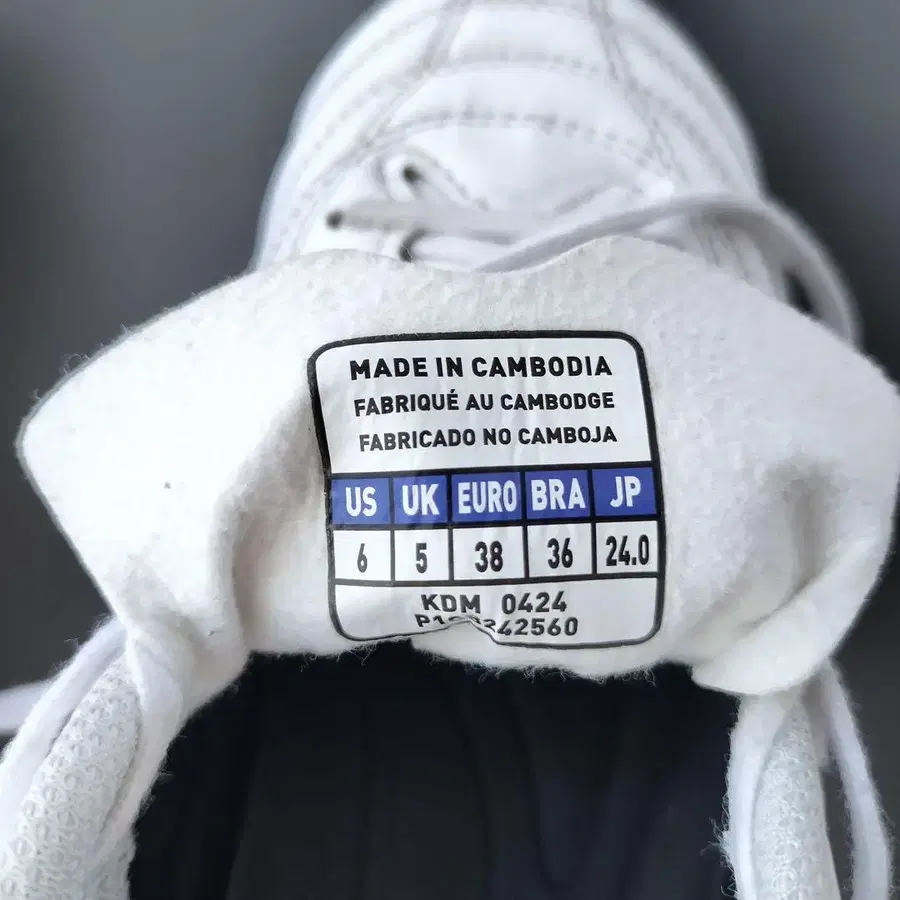 MADE IN CAMBODIA
FABRIQUÉ AU CAMBODGE
FABRICADO NO CAMBOJA
US UK EURO BRA JP
6 5 38 36 24.0
KDM 0424